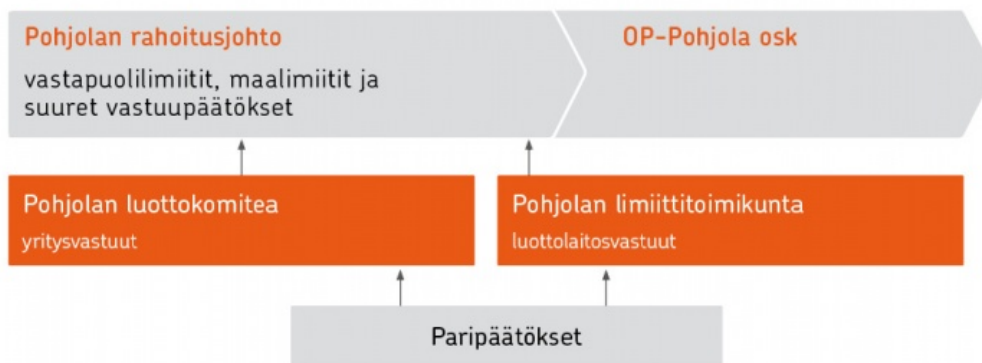 Pohjolan rahoitusjohto
vastapuolilimiitit, maalimiitit ja
suuret vastuupäätökset
OP-Pohjola osk
Pohjolan luottokomitea
yritysvastuut
Pohjolan limiittitoimikunta
luottolaitosvastuut
Paripäätökset